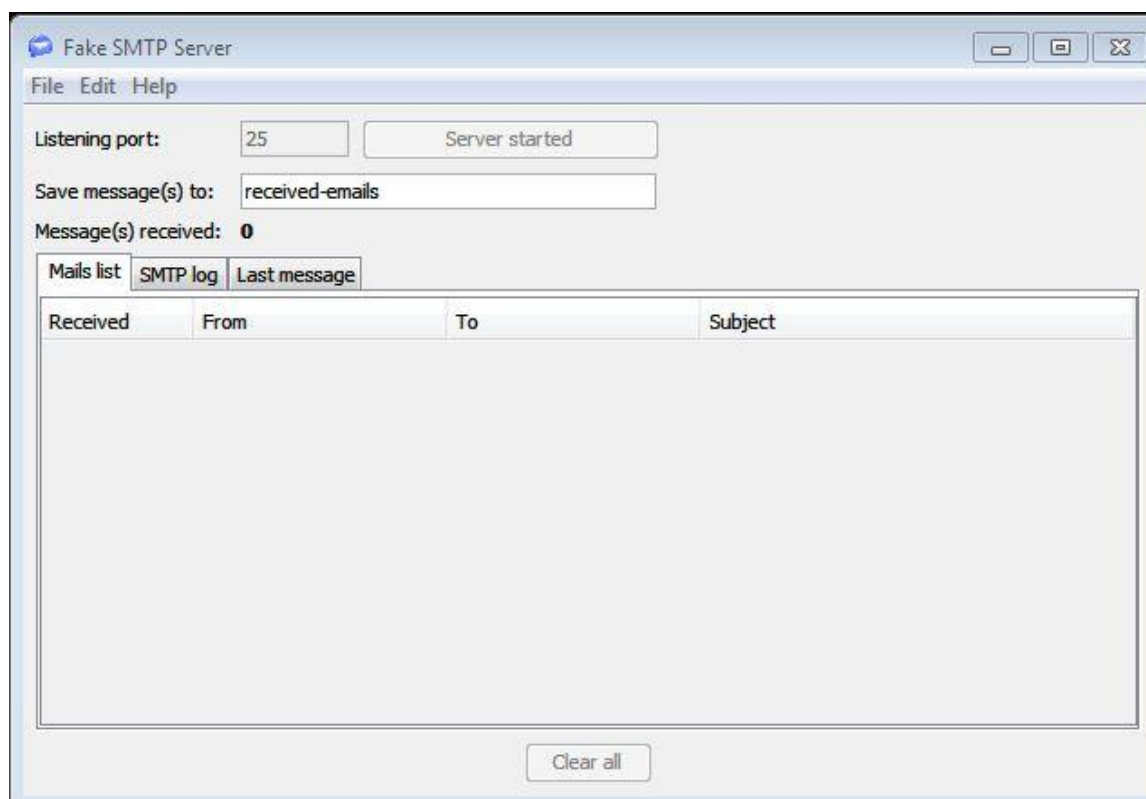 Fake SMTP Server
File Edit Help
Listening port: 25 Server started
Save message(s) to: received-emails
Message(s) received: 0
Mails list SMTP log Last message
Received From To Subject
Clear all